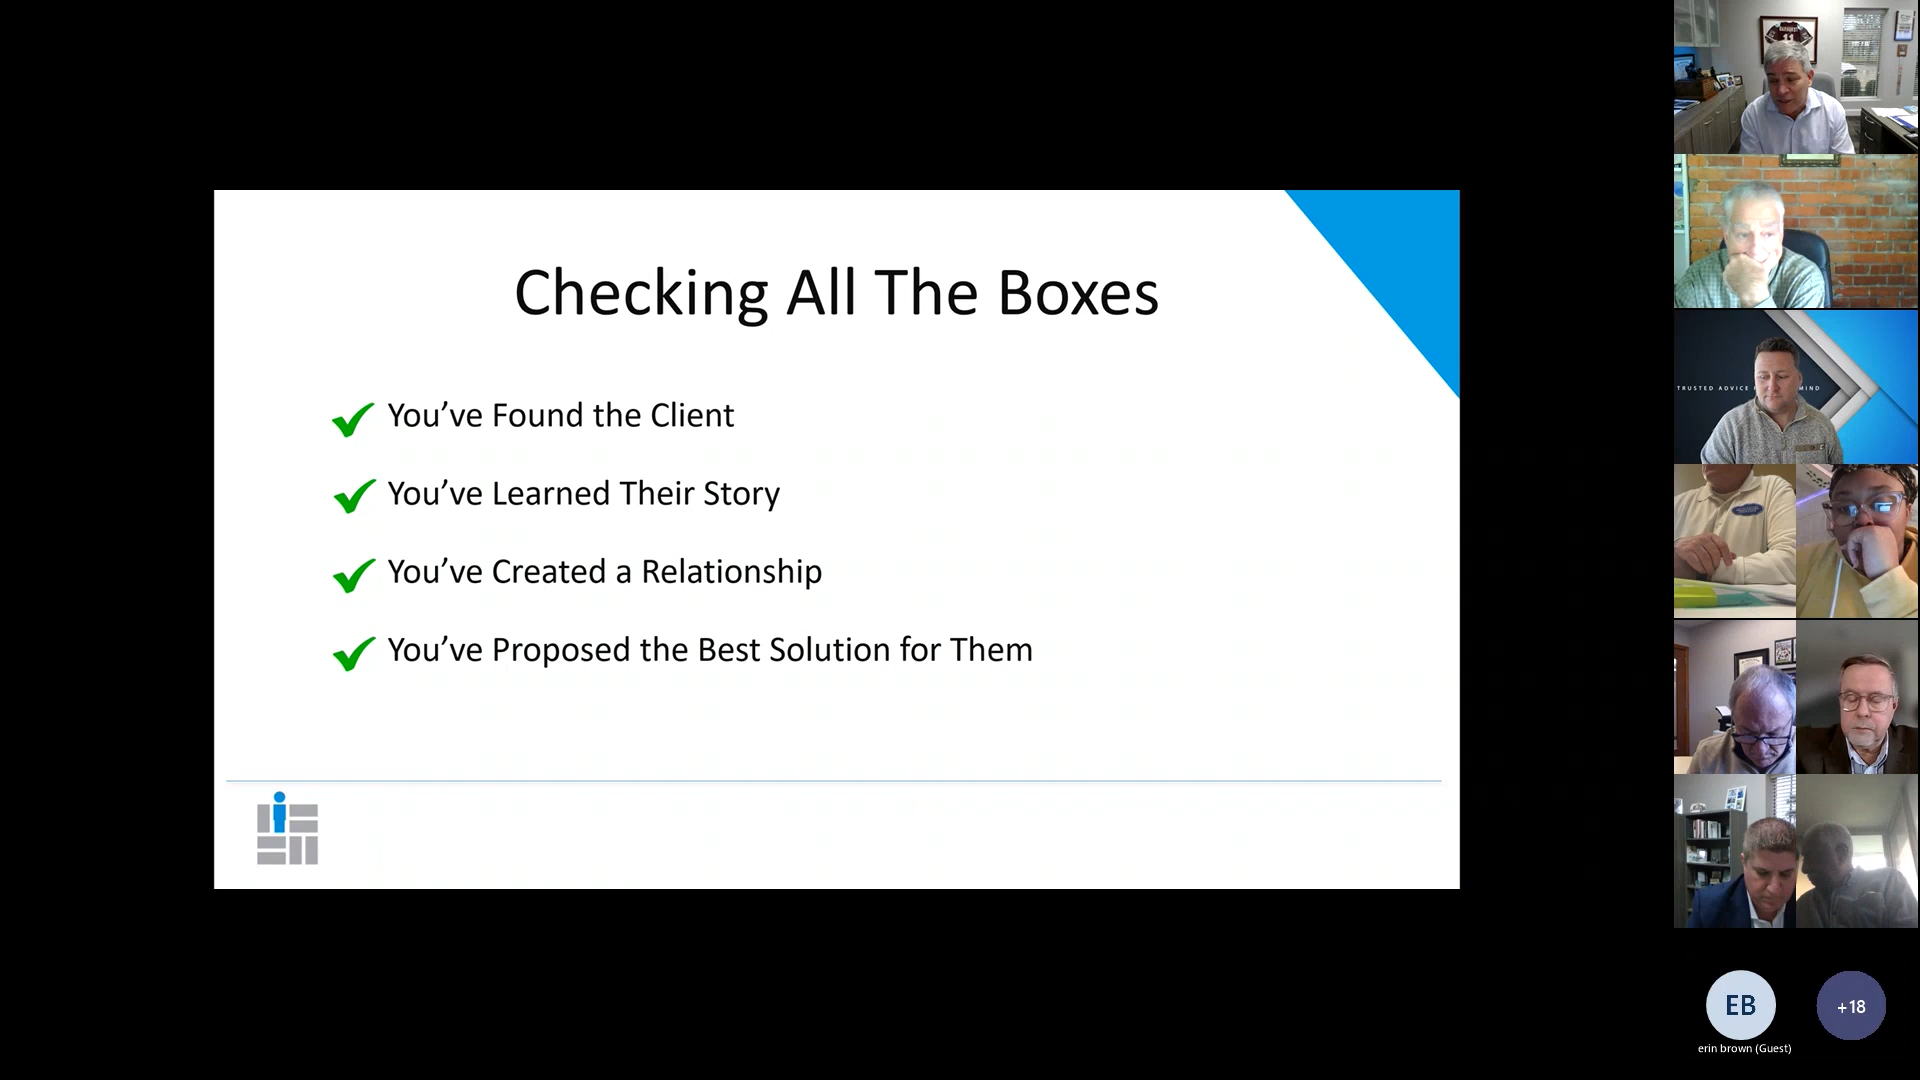 Checking All The Boxes
You've Found the Client
You've Learned Their Story
You've Created a Relationship
You've Proposed the Best Solution for Them
11
TRUSTED ADVICE
MIND
EB
+18
erin brown (Guest)